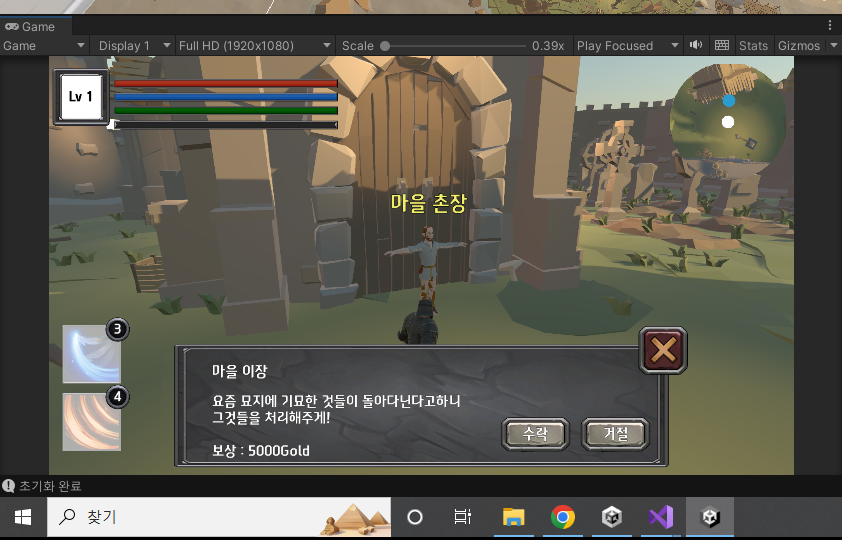 Game
Game Display 1 Full HD (1920x1080) Scale 0.39x Play Focused Stats Gizmos
Lv 1
마을 촌장
3
4
마을 이장
요즘 묘지에 기묘한 것들이 돌아다닌다고하니
그것들을 처리해주게!
수락 거절
보상 : 5000Gold
초기화 완료
찾기